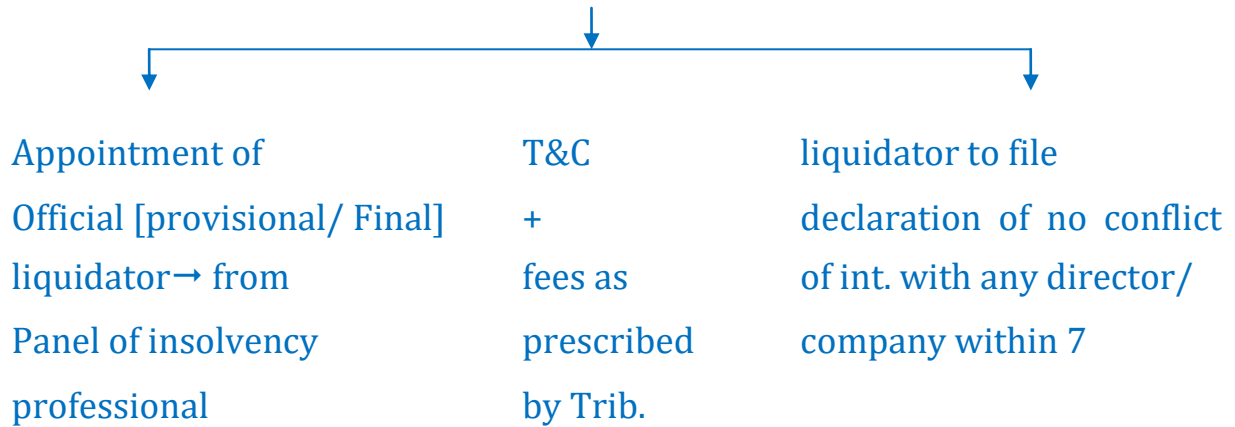 Appointment of
Official [provisional/ Final]
liquidator→ from
Panel of insolvency
professional
T&C
+
fees as
prescribed
by Trib.
liquidator to file
declaration of no conflict
of int. with any director/
company within 7